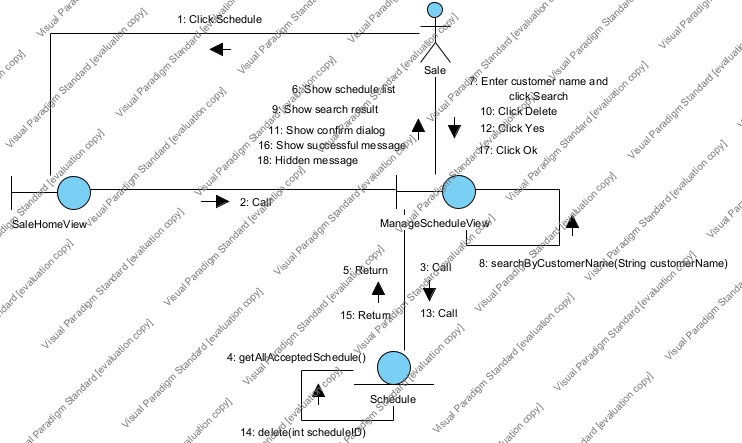 1: Click Schedule
Sale
6: Show schedule list
9: Show search result
11: Show confirm dialog
16: Show successful message
18: Hidden message
7: Enter customer name and
click Search
10: Click Delete
12: Click Yes
17: Click Ok
2: Call
SaleHomeView
ManageScheduleView
8: searchByCustomerName(String customerName)
5: Return
3: Call
15: Return
13: Call
4: getAllAcceptedSchedule()
Schedule
14: delete(int scheduleID)
Visual Paradigm Standard [evaluation copy]